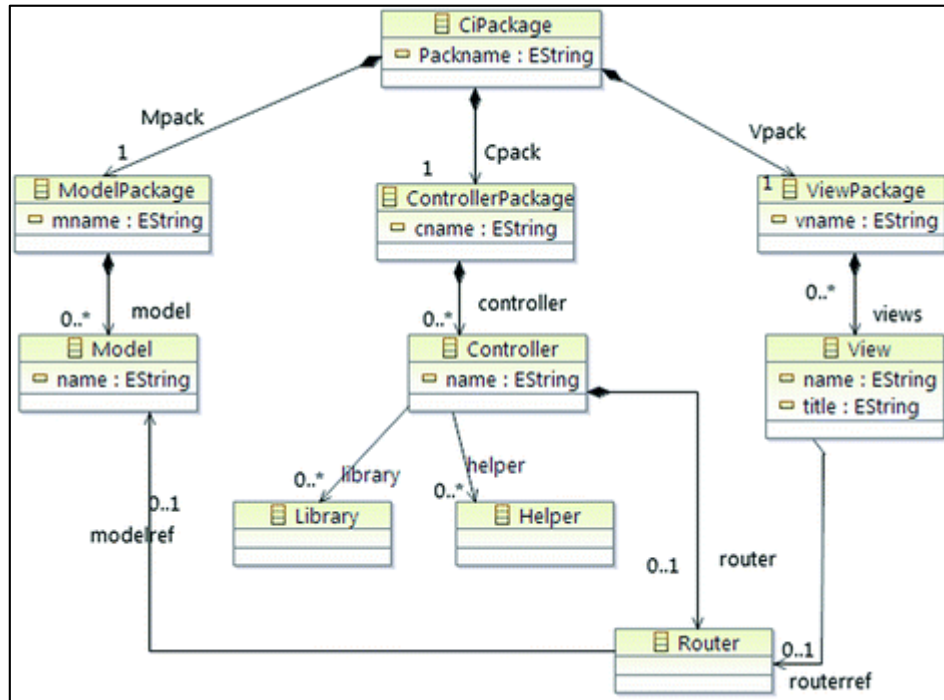 CiPackage
Packname : EString
Mpack
Cpack
Vpack
1
1
1
ModelPackage
mname : EString
ControllerPackage
cname : EString
ViewPackage
vname : EString
0..*
model
0..*
controller
0..*
views
Model
name : EString
Controller
name : EString
View
name : EString
title : EString
0..*
library
helper
0..*
0..1
modelref
Library
Helper
0..1
router
Router
0..1
routerref